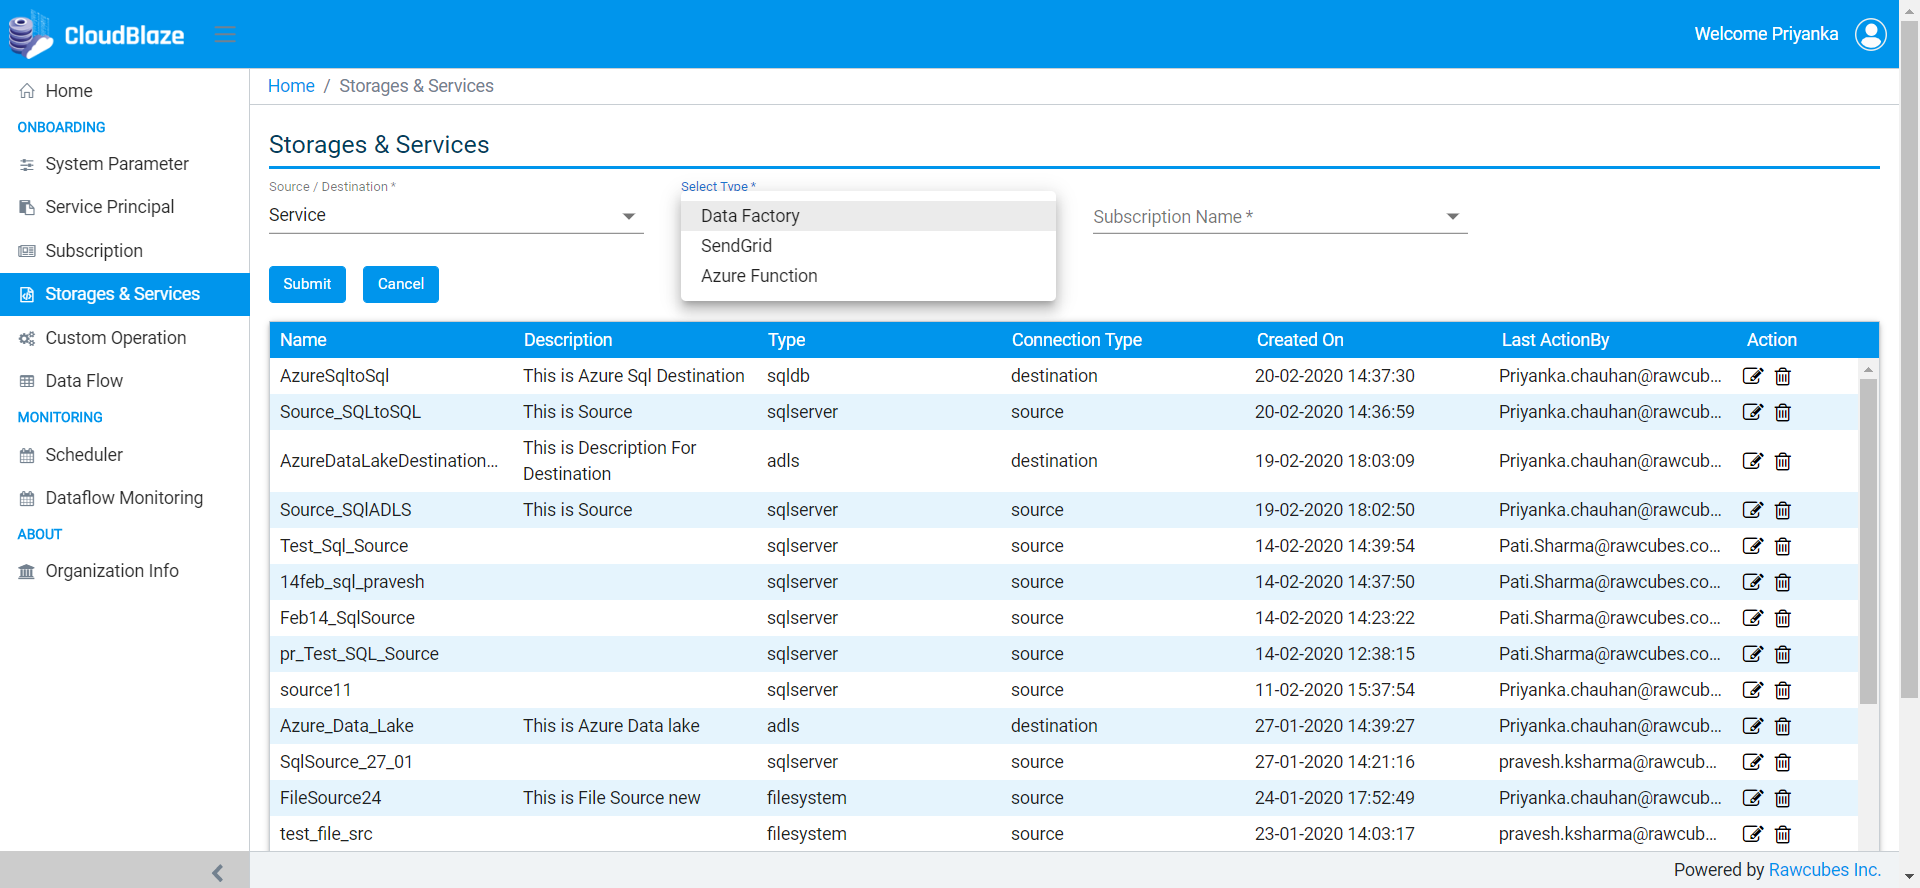 CloudBlaze
Welcome Priyanka
Home
ONBOARDING
System Parameter
Service Principal
Subscription
Storages & Services
Custom Operation
Data Flow
MONITORING
Scheduler
Dataflow Monitoring
ABOUT
Organization Info
Home / Storages & Services
Storages & Services
Source / Destination *
Service
Select Type *
Data Factory
SendGrid
Azure Function
Subscription Name *
Submit Cancel
Name Description Type Connection Type Created On Last ActionBy Action
AzureSqltoSql This is Azure Sql Destination sqldb destination 20-02-2020 14:37:30 Priyanka.chauhan@rawcub...
Source_SQLtoSQL This is Source sqlserver source 20-02-2020 14:36:59 Priyanka.chauhan@rawcub...
AzureDataLakeDestination... This is Description For
Destination adls destination 19-02-2020 18:03:09 Priyanka.chauhan@rawcub...
Source_SQlADLS This is Source sqlserver source 19-02-2020 18:02:50 Priyanka.chauhan@rawcub...
Test_Sql_Source sqlserver source 14-02-2020 14:39:54 Pati.Sharma@rawcubes.co...
14feb_sql_pravesh sqlserver source 14-02-2020 14:37:50 Pati.Sharma@rawcubes.co...
Feb14_SqlSource sqlserver source 14-02-2020 14:23:22 Pati.Sharma@rawcubes.co...
pr_Test_SQL_Source sqlserver source 14-02-2020 12:38:15 Pati.Sharma@rawcubes.co...
source11 sqlserver source 11-02-2020 15:37:54 Priyanka.chauhan@rawcub...
Azure_Data_Lake This is Azure Data lake adls destination 27-01-2020 14:39:27 Priyanka.chauhan@rawcub...
SqlSource_27_01 sqlserver source 27-01-2020 14:21:16 pravesh.ksharma@rawcub...
FileSource24 This is File Source new filesystem source 24-01-2020 17:52:49 Priyanka.chauhan@rawcub...
test_file_src filesystem source 23-01-2020 14:03:17 pravesh.ksharma@rawcub...
Powered by Rawcubes Inc.